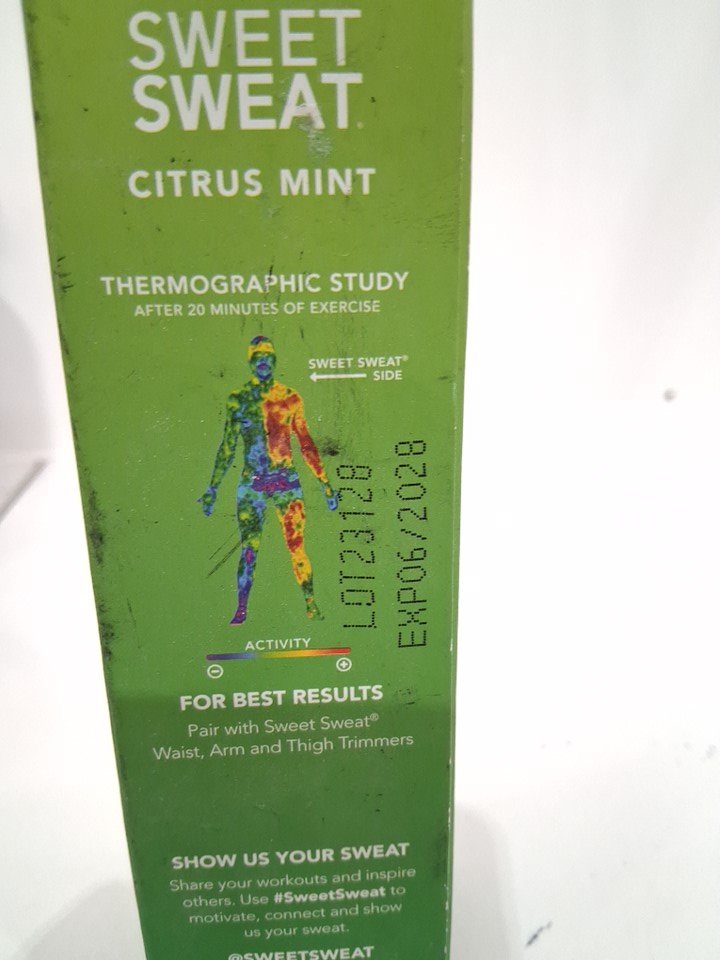 SWEET
SWEAT.
CITRUS MINT
THERMOGRAPHIC STUDY
AFTER 20 MINUTES OF EXERCISE
SWEET SWEAT®
SIDE
LOT23128
EXP06/2028
ACTIVITY
- +
FOR BEST RESULTS
Pair with Sweet Sweat®
Waist, Arm and Thigh Trimmers
SHOW US YOUR SWEAT
Share your workouts and inspire
others. Use #SweetSweat to
motivate, connect and show
us your sweat.
@SWEETSWEAT